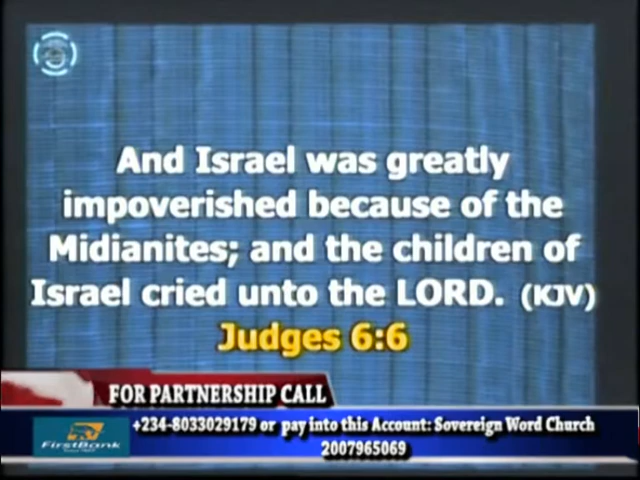 And Israel was greatly
impoverished because of the
Midianites; and the children of
Israel cried unto the LORD. (KJV)
Judges 6:6
FOR PARTNERSHIP CALL
+234-8033029179 or pay into this Account: Sovereign Word Church
2007965069
FirstBank